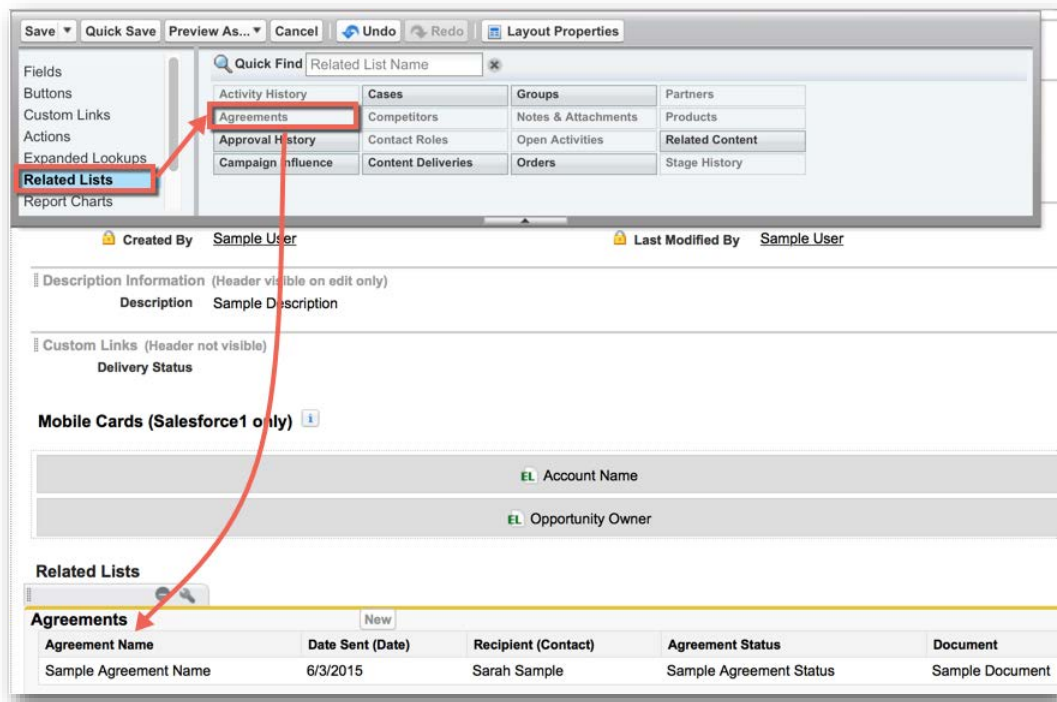 Save Quick Save Preview As... Cancel Undo Redo Layout Properties
Fields
Buttons
Custom Links
Actions
Expanded Lookups
Related Lists
Report Charts
Quick Find Related List Name
Activity History Cases Groups Partners
Agreements Competitors Notes & Attachments Products
Approval History Contact Roles Open Activities Related Content
Campaign Influence Content Deliveries Orders Stage History
Created By Sample User Last Modified By Sample User
Description Information (Header visible on edit only)
Description Sample Description
Custom Links (Header not visible)
Delivery Status
Mobile Cards (Salesforce1 only) i
EL Account Name
EL Opportunity Owner
Related Lists
Agreements New
Agreement Name Date Sent (Date) Recipient (Contact) Agreement Status Document
Sample Agreement Name 6/3/2015 Sarah Sample Sample Agreement Status Sample Document